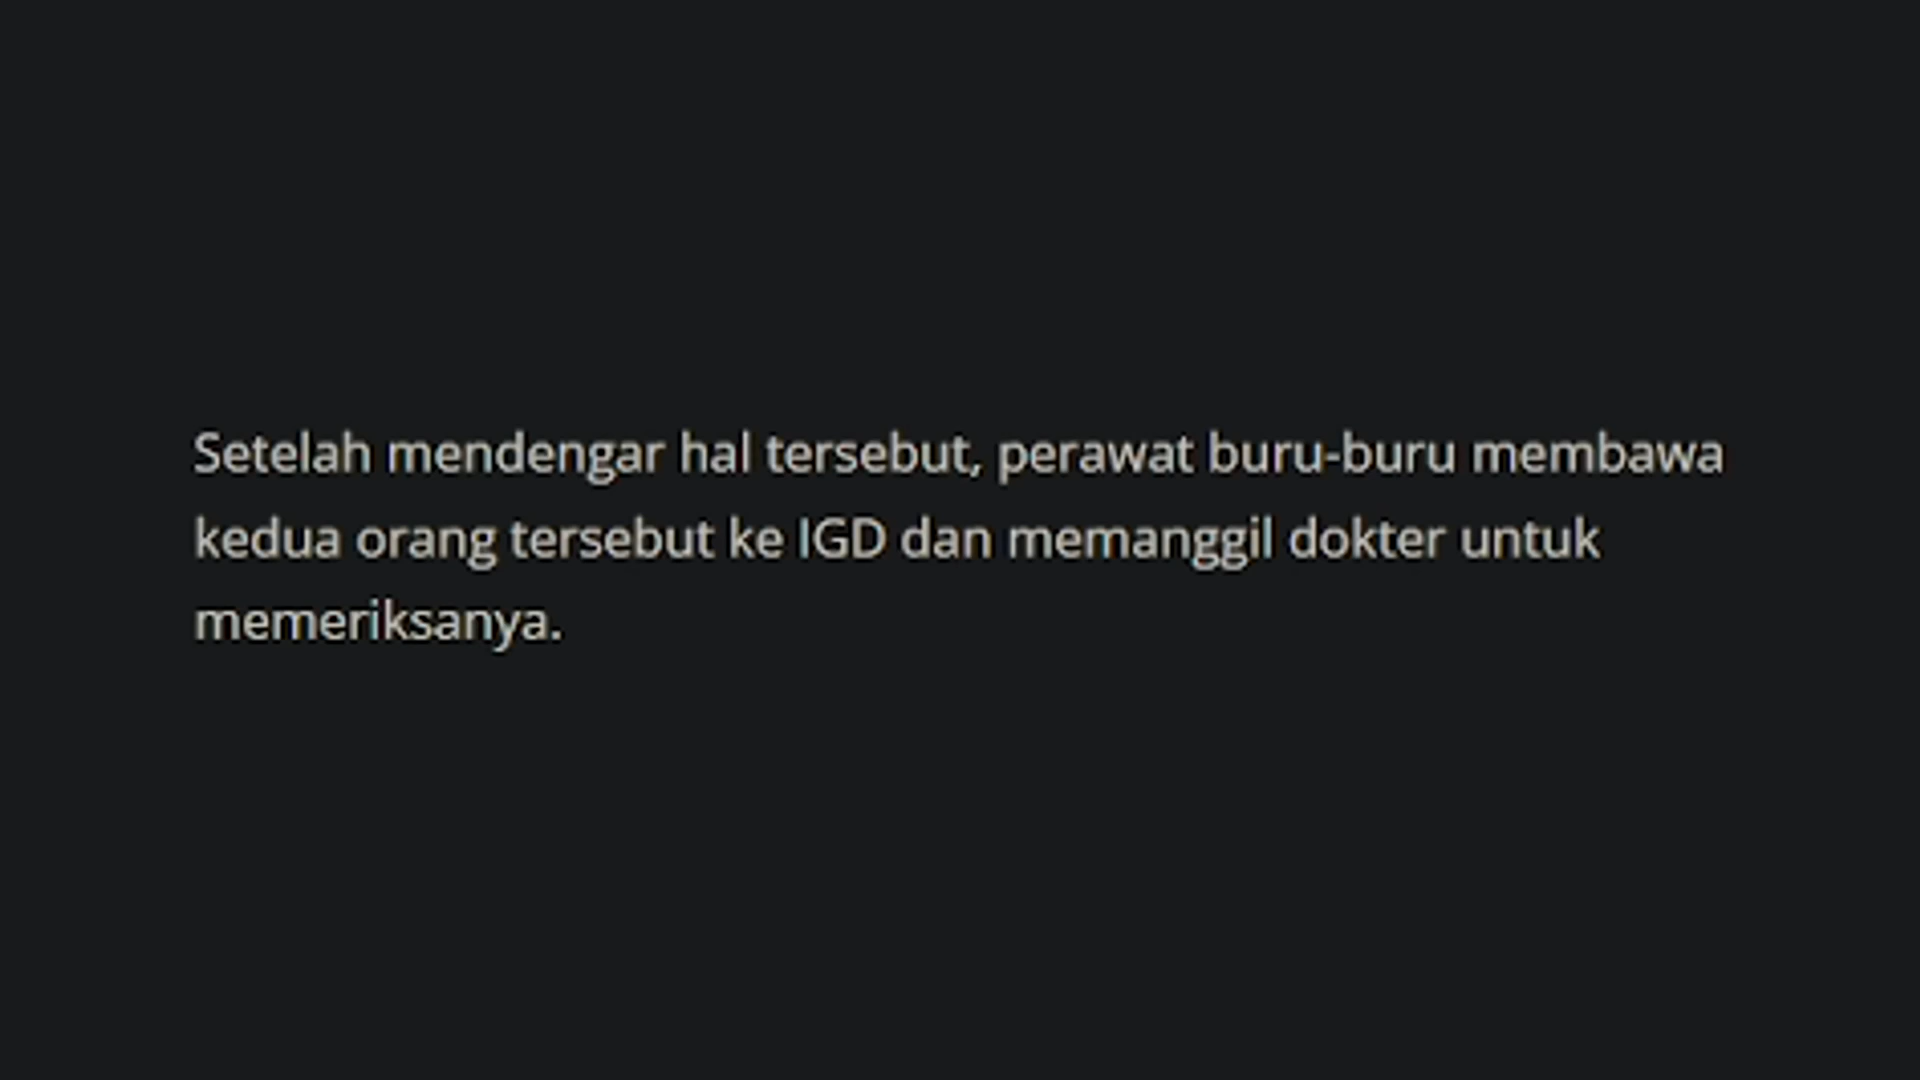 Setelah mendengar hal tersebut, perawat buru-buru membawa
kedua orang tersebut ke IGD dan memanggil dokter untuk
memeriksanya.